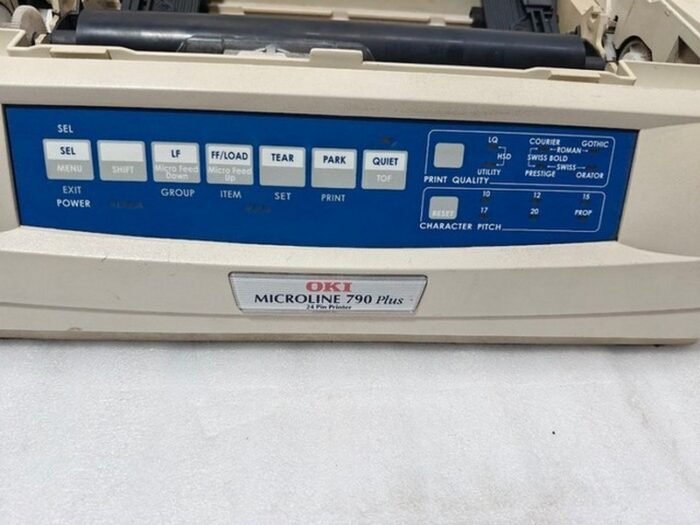 SEL
SEL
MENU
SHIFT
LF
Micro Feed
Down
FF/LOAD
Micro Feed
Up
TEAR
PARK
QUIET
TOF
EXIT
GROUP
ITEM
SET
PRINT
POWER
LQ
HSD
UTILITY
PRINT QUALITY
COURIER
GOTHIC
ROMAN
SWISS BOLD
SWISS
PRESTIGE
ORATOR
RESET
10
12
15
17
20
PROP
CHARACTER PITCH
OKI
MICROLINE 790 Plus
24 Pin Printer